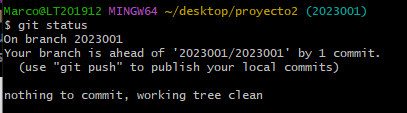 Marco@LT201912 MINGW64 ~/desktop/proyecto2 (2023001)
$ git status
On branch 2023001
Your branch is ahead of '2023001/2023001' by 1 commit.
  (use "git push" to publish your local commits)

nothing to commit, working tree clean